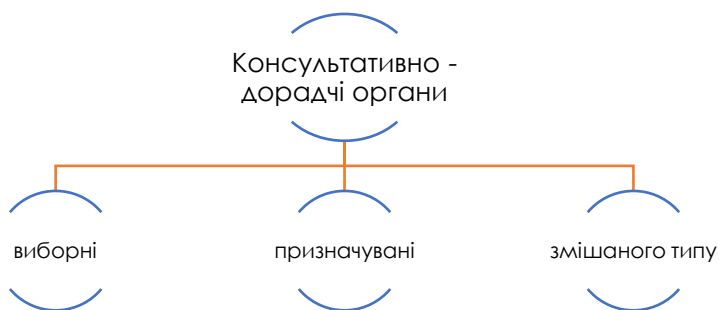 Консультативно -
дорадчі органи
виборні
призначувані
змішаного типу